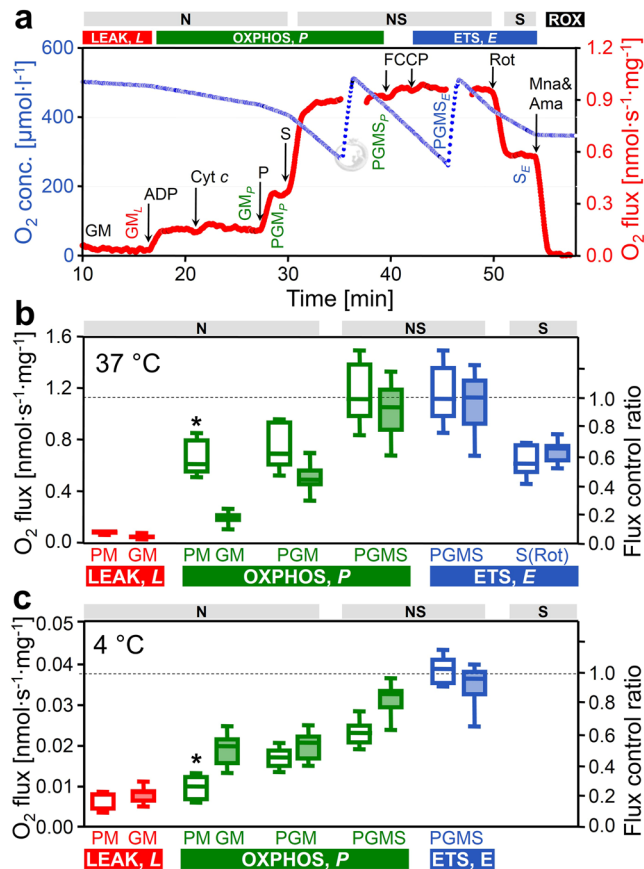 a
N NS S ROX
LEAK, L OXPHOS, P ETS, E
O2 conc. [µmol·l-1]
600
400
200
0
O2 flux [nmol·s-1·mg-1]
1.2
0.9
0.6
0.3
0.0
GM
GML
ADP
Cyt c
GMP
P
PGMP
S
PGMSP
FCCP
PGMSE
Rot
SE
Mna&
Ama
10 20 30 40 50
Time [min]
b
N NS S
37 °C
O2 flux [nmol·s-1·mg-1]
1.6
1.2
0.8
0.4
0.0
*
Flux control ratio
1.0
0.8
0.6
0.4
0.2
0.0
PM GM PM GM PGM PGMS PGMS S(Rot)
LEAK, L OXPHOS, P ETS, E
c
N NS S
4 °C
O2 flux [nmol·s-1·mg-1]
0.05
0.04
0.03
0.02
0.01
0.00
*
Flux control ratio
1.0
0.8
0.6
0.4
0.2
0.0
PM GM PM GM PGM PGMS PGMS
LEAK, L OXPHOS, P ETS, E